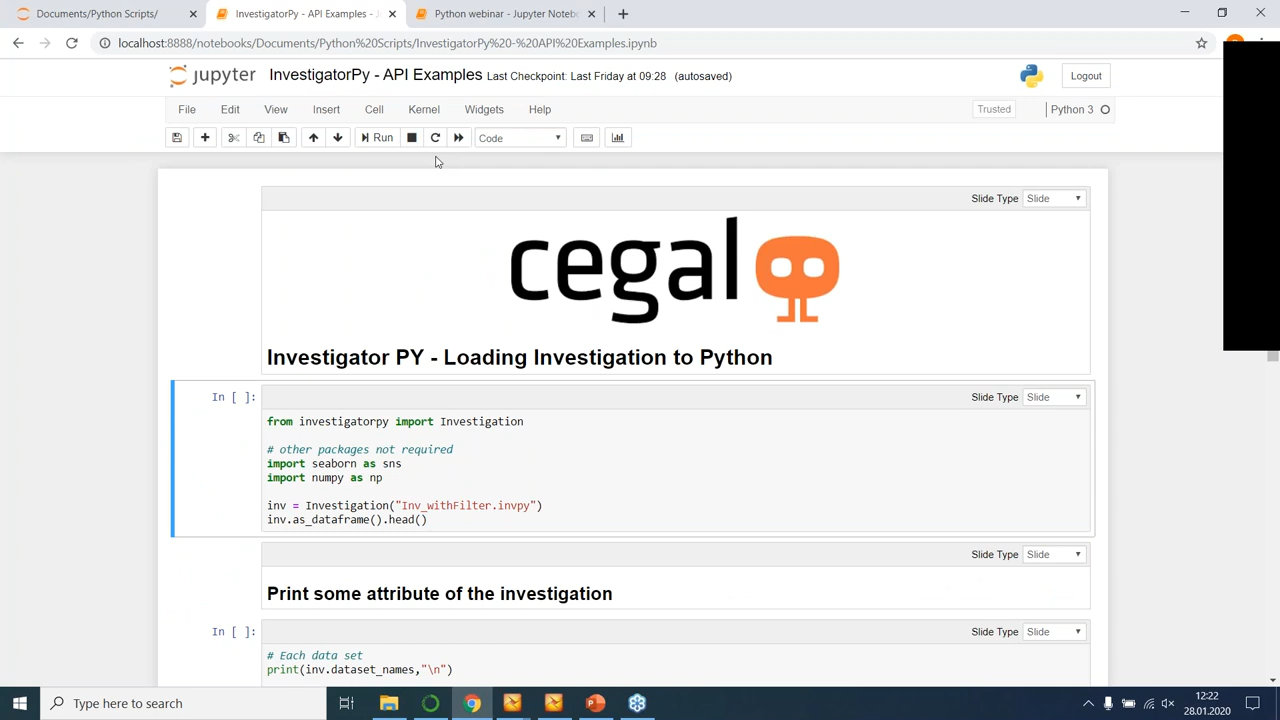 Documents/Python Scripts/
InvestigatorPy - API Examples -
Python webinar - Jupyter Notebo
localhost:8888/notebooks/Documents/Python%20Scripts/InvestigatorPy%20-%20API%20Examples.ipynb
jupyter InvestigatorPy - API Examples Last Checkpoint: Last Friday at 09:28 (autosaved)
Logout
File Edit View Insert Cell Kernel Widgets Help
Trusted
Python 3
Run
Code
Slide Type Slide
cegal
Investigator PY - Loading Investigation to Python
In [ ]:
Slide Type Slide
from investigatorpy import Investigation
# other packages not required
import seaborn as sns
import numpy as np
inv = Investigation("Inv_withFilter.invpy")
inv.as_dataframe().head()
Slide Type Slide
Print some attribute of the investigation
In [ ]:
Slide Type Slide
# Each data set
print(inv.dataset_names,"\n")
Type here to search
12:22
28.01.2020